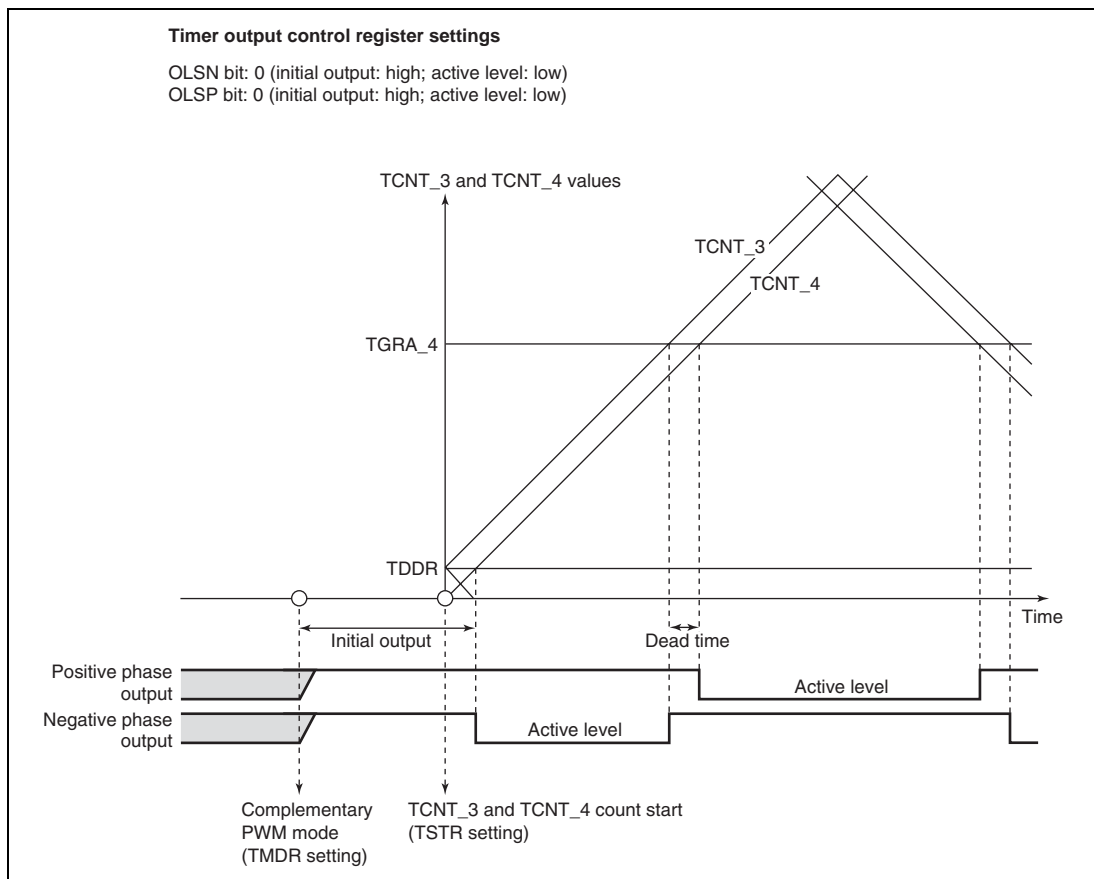 Timer output control register settings
OLSN bit: 0 (initial output: high; active level: low)
OLSP bit: 0 (initial output: high; active level: low)
TCNT_3 and TCNT_4 values
TCNT_3
TCNT_4
TGRA_4
TDDR
Time
Initial output
Dead time
Positive phase
output
Active level
Negative phase
output
Active level
Complementary
PWM mode
(TMDR setting)
TCNT_3 and TCNT_4 count start
(TSTR setting)